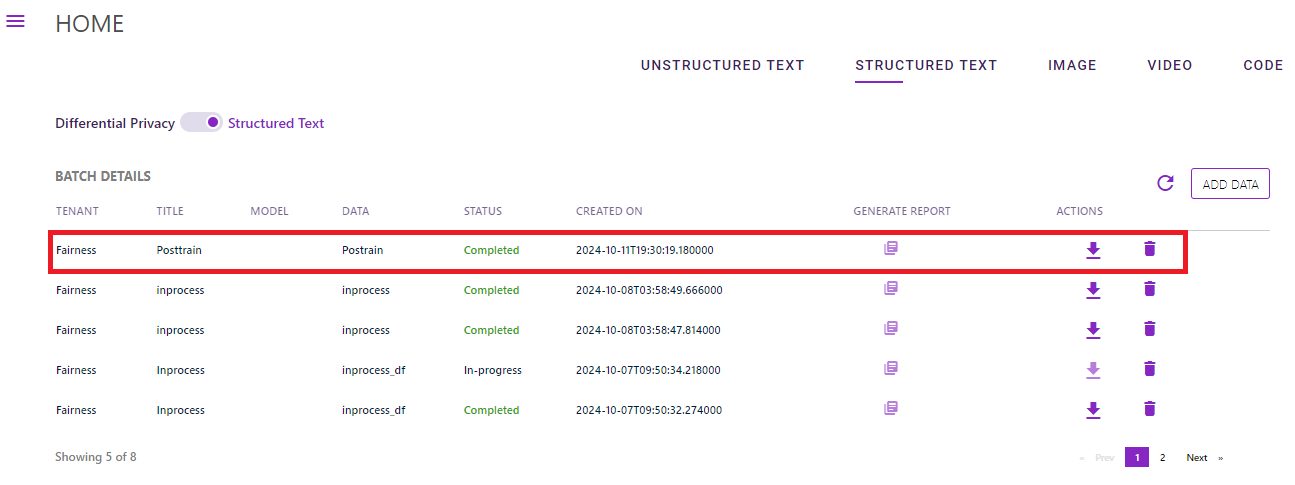 HOME
UNSTRUCTURED TEXT STRUCTURED TEXT IMAGE VIDEO CODE
Differential Privacy Structured Text
BATCH DETAILS
ADD DATA
TENANT TITLE MODEL DATA STATUS CREATED ON GENERATE REPORT ACTIONS
Fairness Posttrain Postrain Completed 2024-10-11T19:30:19.180000
Fairness inprocess inprocess Completed 2024-10-08T03:58:49.666000
Fairness inprocess inprocess Completed 2024-10-08T03:58:47.814000
Fairness Inprocess inprocess_df In-progress 2024-10-07T09:50:34.218000
Fairness Inprocess inprocess_df Completed 2024-10-07T09:50:32.274000
Showing 5 of 8 « Prev 1 2 Next »